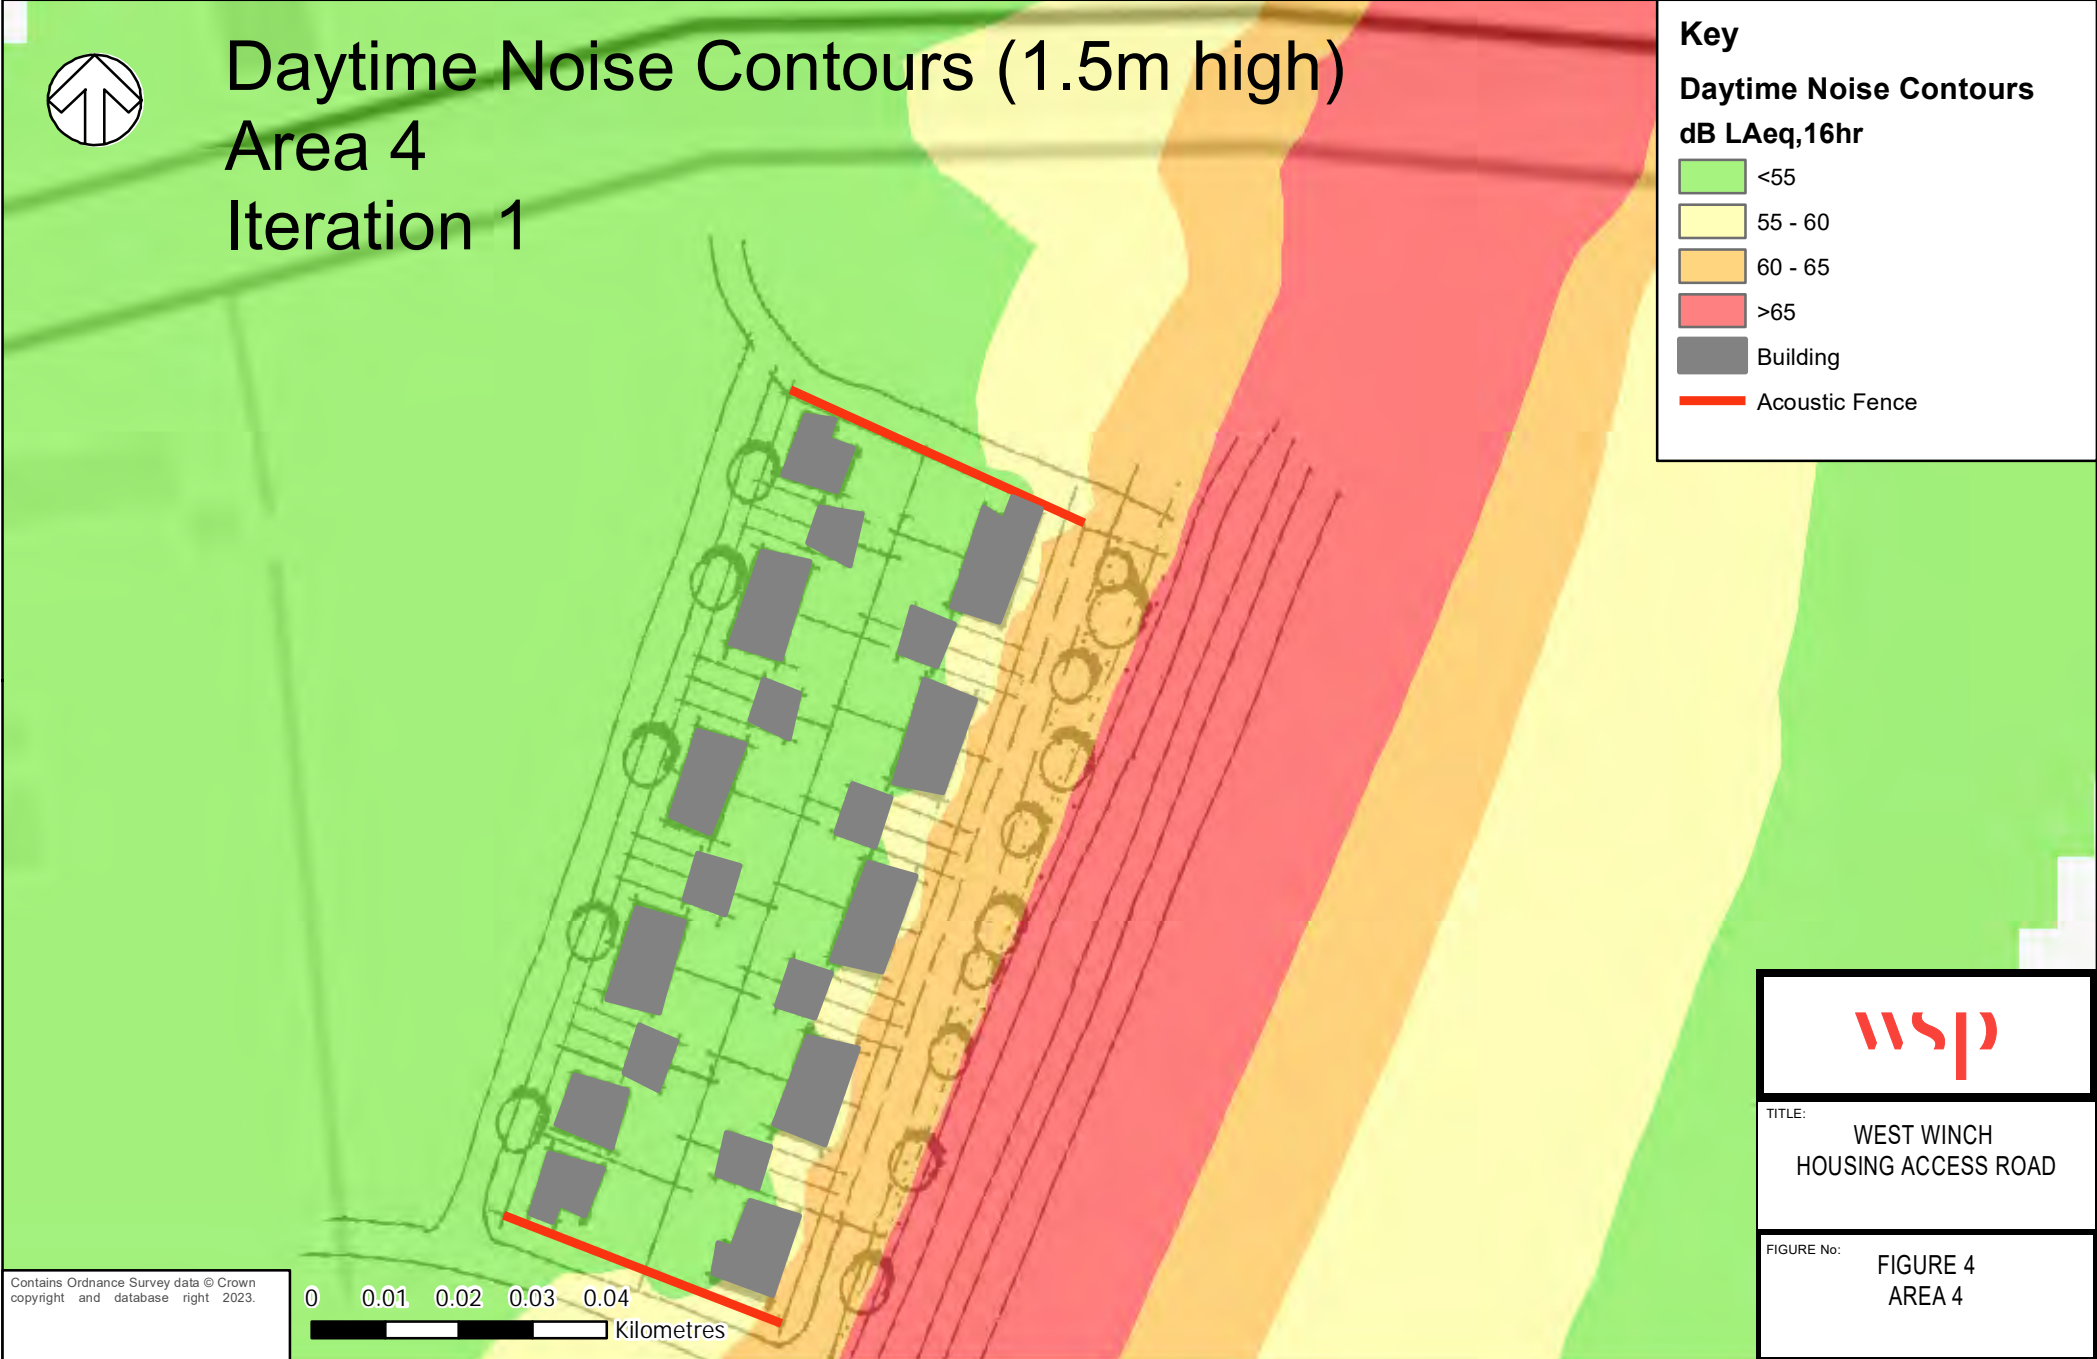 Daytime Noise Contours (1.5m high)
Area 4
Iteration 1
Key
Daytime Noise Contours
dB LAeq,16hr
<55
55 - 60
60 - 65
>65
Building
Acoustic Fence
wsp
TITLE:
WEST WINCH
HOUSING ACCESS ROAD
FIGURE No:
FIGURE 4
AREA 4
Contains Ordnance Survey data © Crown
copyright and database right 2023.
0 0.01 0.02 0.03 0.04
Kilometres